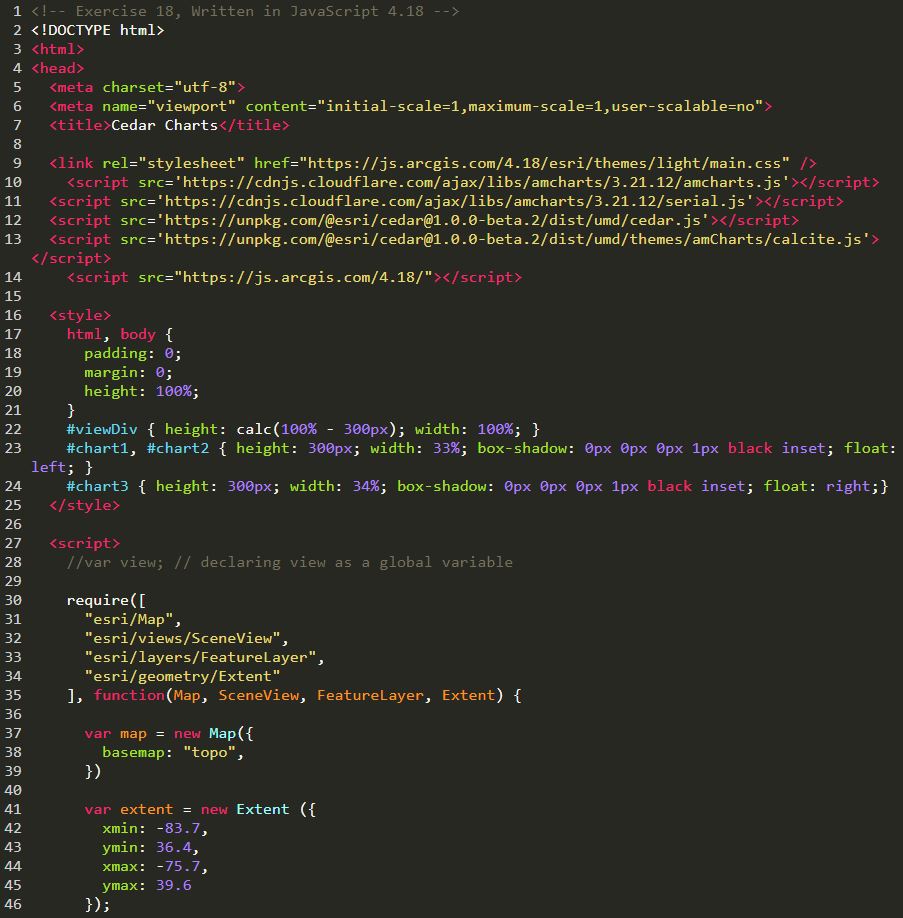 1 <!-- Exercise 18, Written in JavaScript 4.18 -->
2 <!DOCTYPE html>
3 <html>
4 <head>
5   <meta charset="utf-8">
6   <meta name="viewport" content="initial-scale=1,maximum-scale=1,user-scalable=no">
7   <title>Cedar Charts</title>
8
9   <link rel="stylesheet" href="https://js.arcgis.com/4.18/esri/themes/light/main.css" />
10     <script src='https://cdnjs.cloudflare.com/ajax/libs/amcharts/3.21.12/amcharts.js'></script>
11   <script src='https://cdnjs.cloudflare.com/ajax/libs/amcharts/3.21.12/serial.js'></script>
12   <script src='https://unpkg.com/@esri/cedar@1.0.0-beta.2/dist/umd/cedar.js'></script>
13   <script src='https://unpkg.com/@esri/cedar@1.0.0-beta.2/dist/umd/themes/amCharts/calcite.js'>
</script>
14     <script src="https://js.arcgis.com/4.18/"></script>
15
16   <style>
17     html, body {
18       padding: 0;
19       margin: 0;
20       height: 100%;
21     }
22     #viewDiv { height: calc(100% - 300px); width: 100%; }
23     #chart1, #chart2 { height: 300px; width: 33%; box-shadow: 0px 0px 0px 1px black inset; float:
left; }
24     #chart3 { height: 300px; width: 34%; box-shadow: 0px 0px 0px 1px black inset; float: right;}
25   </style>
26
27   <script>
28     //var view; // declaring view as a global variable
29
30     require([
31       "esri/Map",
32       "esri/views/SceneView",
33       "esri/layers/FeatureLayer",
34       "esri/geometry/Extent"
35     ], function(Map, SceneView, FeatureLayer, Extent) {
36
37       var map = new Map({
38         basemap: "topo",
39       })
40
41       var extent = new Extent ({
42         xmin: -83.7,
43         ymin: 36.4,
44         xmax: -75.7,
45         ymax: 39.6
46       });